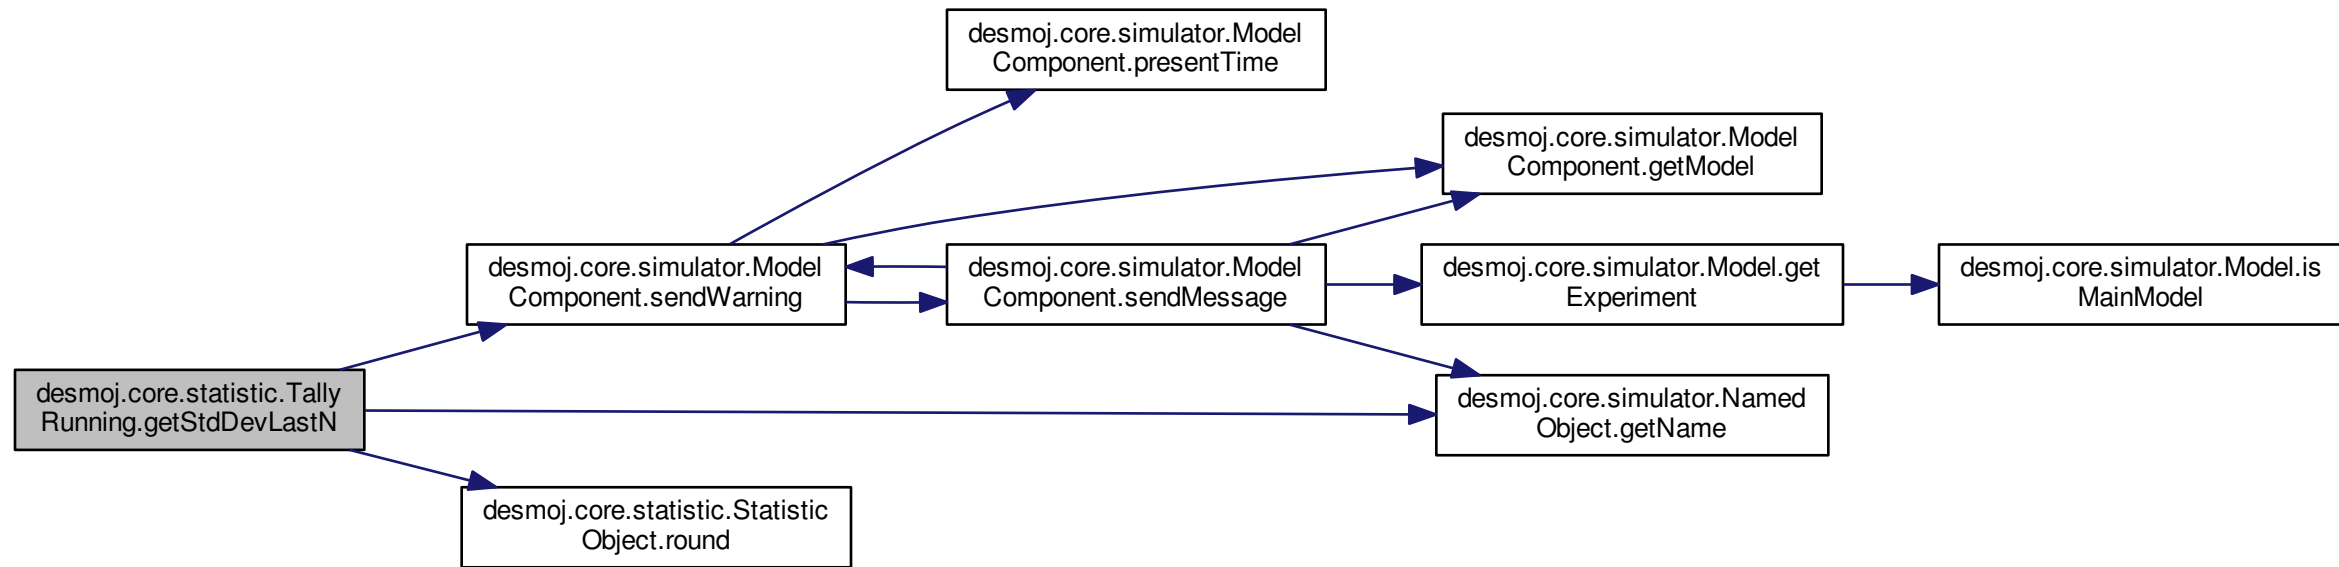 desmoj.core.simulator.Model
Component.presentTime
desmoj.core.simulator.Model
Component.getModel
desmoj.core.simulator.Model
Component.sendWarning
desmoj.core.simulator.Model
Component.sendMessage
desmoj.core.simulator.Model.get
Experiment
desmoj.core.simulator.Model.is
MainModel
desmoj.core.statistic.Tally
Running.getStdDevLastN
desmoj.core.simulator.Named
Object.getName
desmoj.core.statistic.Statistic
Object.round